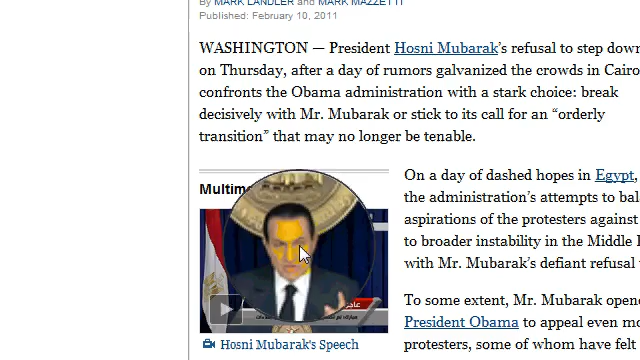 By MARK LANDLER and MARK MAZZETTI
Published: February 10, 2011
WASHINGTON — President Hosni Mubarak's refusal to step down
on Thursday, after a day of rumors galvanized the crowds in Cairo
confronts the Obama administration with a stark choice: break
decisively with Mr. Mubarak or stick to its call for an “orderly
transition” that may no longer be tenable.
Multime
On a day of dashed hopes in Egypt,
the administration's attempts to bal
aspirations of the protesters against
to broader instability in the Middle
with Mr. Mubarak's defiant refusal
عاجل
Hosni Mubarak's Speech
To some extent, Mr. Mubarak opene
President Obama to appeal even mo
protesters, some of whom have felt